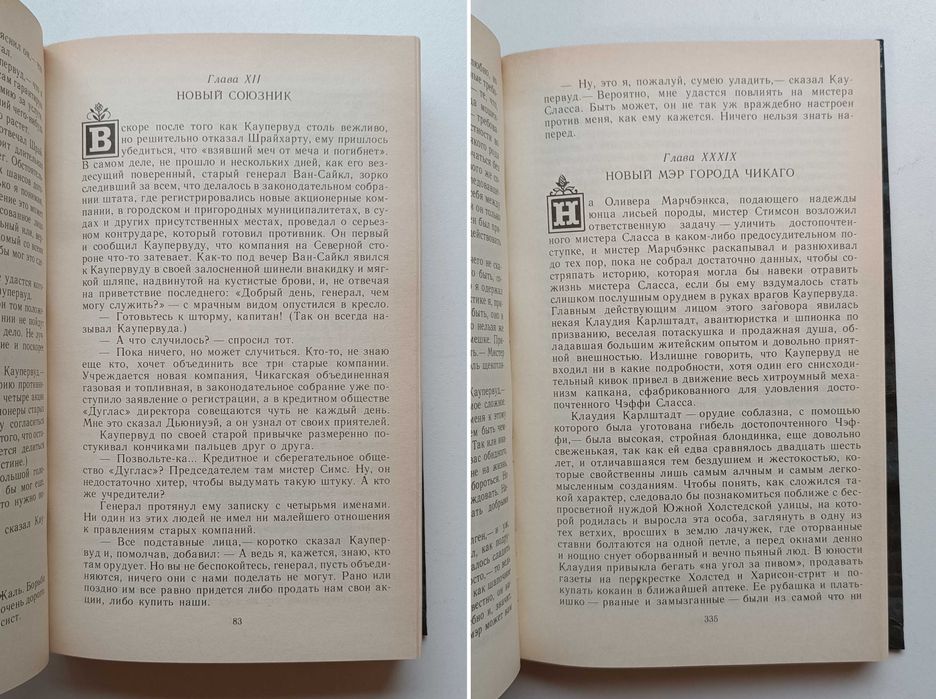 Глава XII
НОВЫЙ СОЮЗНИК
Вскоре после того как Каупервуд столь вежливо,
но решительно отказал Шрайхарту, ему пришлось
убедиться, что «взявший меч от меча и погибнет».
В самом деле, не прошло и нескольких дней, как его вез-
десущий поверенный, старый генерал Ван-Сайкл, зорко
следивший за всем, что делалось в законодательном собра-
нии штата, где регистрировались новые акционерные ком-
пании, в городском и пригородных муниципалитетах, в су-
дах и других присутственных местах, проведал о серьез-
ном контрударе, который готовил противник. Он первый
и сообщил Каупервуду, что компания на Северной сто-
роне что-то затевает. Как-то под вечер Ван-Сайкл явился
к Каупервуду в своей залоснённой шинели внакидку и мяг-
кой шляпе, надвинутой на кустистые брови, и, не отвечая
на приветствие последнего: «Добрый день, генерал, чем
могу служить?» — с мрачным видом опустился в кресло.
— Готовьтесь к шторму, капитан! (Так он всегда на-
зывал Каупервуда.)
— А что случилось? — спросил тот.
— Пока ничего, но может случиться. Кто-то, не знаю
еще кто, хочет объединить все три старые компании.
Учреждается новая компания, Чикагская объединенная
газовая и топливная, в законодательное собрание уже по-
ступило заявление о регистрации, а в кредитном обществе
«Дуглас» директора совещаются чуть не каждый день.
Мне это сказал Дьюниуэй, а он узнал от своих приятелей.
Каупервуд по своей старой привычке размеренно по-
стукивал кончиками пальцев друг о друга.
— Позвольте-ка... Кредитное и сберегательное обще-
ство «Дуглас»? Председателем там мистер Симс. Ну, он
недостаточно хитер, чтобы выдумать такую штуку. А кто
же учредители?
Генерал протянул ему записку с четырьмя именами.
Ни один из этих людей не имел ни малейшего отношения
к правлениям старых компаний.
— Все подставные лица,— коротко сказал Каупер-
вуд и, помолчав, добавил: — А ведь я, кажется, знаю, кто
там орудует. Но вы не беспокойтесь, генерал, пусть объеди-
няются, ничего они с нами поделать не могут. Рано или
поздно им все равно придется либо продать нам свои ак-
ции, либо купить наши.
83
— Ну, это я, пожалуй, сумею уладить,— сказал Кау-
первуд.— Вероятно, мне удастся повлиять на мистера
Сласса. Быть может, он не так уж враждебно настроен
против меня, как ему кажется. Ничего нельзя знать на-
перед.
Глава XXXIX
НОВЫЙ МЭР ГОРОДА ЧИКАГО
На Оливера Марчбэнкса, подающего надежды
юнца лисьей породы, мистер Стимсон возложил
ответственную задачу — уличить достопочтен-
ного мистера Сласса в каком-либо предосудительном по-
ступке, и мистер Марчбэнкс раскапывал и разнюхивал
до тех пор, пока не собрал достаточно данных, чтобы со-
стряпать историю, которая могла бы навеки отравить
жизнь мистера Сласса, если бы ему вздумалось стать
слишком послушным орудием в руках врагов Каупервуда.
Главным действующим лицом этого заговора явилась
некая Клаудия Карлштадт, авантюристка и шпионка по
призванию, веселая потаскушка и продажная душа, об-
ладавшая большим житейским опытом и довольно прият-
ной внешностью. Излишне говорить, что Каупервуд не
входил ни в какие подробности, хотя один его снисходи-
тельный кивок привел в движение весь хитроумный меха-
низм капкана, сфабрикованного для уловления досто-
почтенного Чэффи Сласса.
Клаудия Карлштадт — орудие соблазна, с помощью
которого была уготована гибель достопочтенного Чэф-
фи,— была высокая, стройная блондинка, еще довольно
свеженькая, так как ей едва сравнялось двадцать шесть
лет, и отличавшаяся тем бездушием и жестокостью, ко-
торые свойственны лишь самым алчным и самым легко-
мысленным созданиям. Чтобы понять, как сложился та-
кой характер, следовало бы познакомиться поближе с бес-
просветной нуждой Южной Холстедской улицы, на кото-
рой родилась и выросла эта особа, заглянуть в одну из
тех ветхих, вросших в землю лачужек, где оторванные
ставни болтаются на одной петле, а перед окнами денно
и нощно снует оборванный и вечно пьяный люд. В юности
Клаудия привыкла бегать «на угол за пивом», продавать
газеты на перекрестке Холстед и Харисон-стрит и по-
купать кокаин в ближайшей аптеке. Ее рубашка и плать-
ишко — рваные и замызганные — были из самой что ни
335